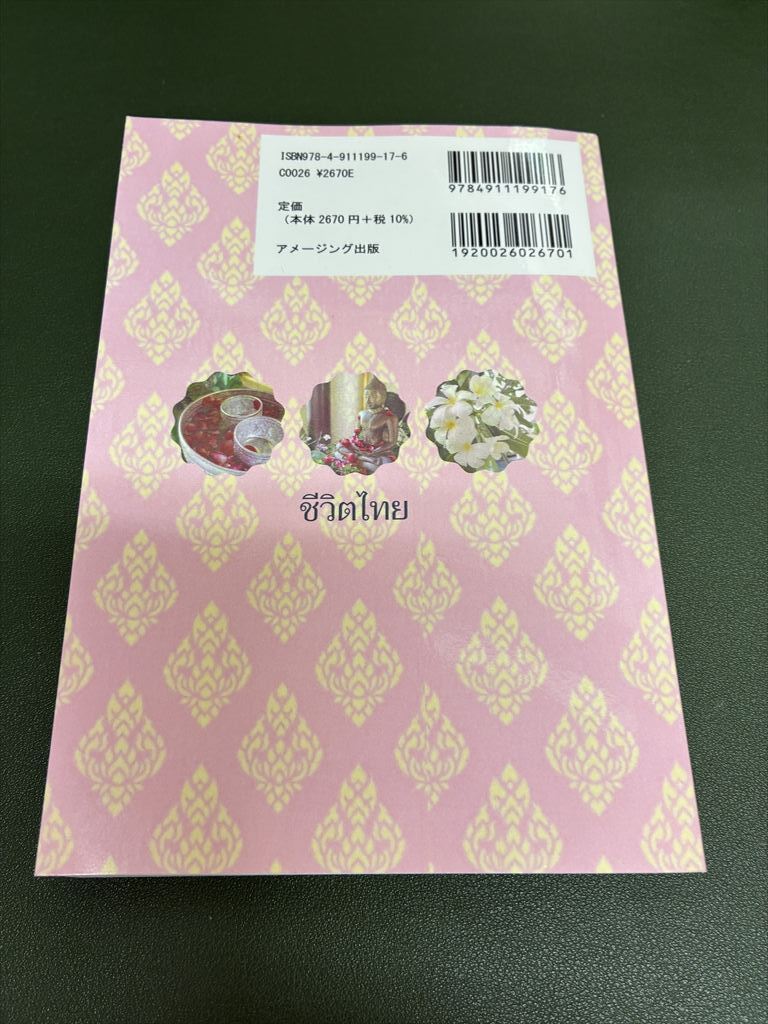 ISBN978-4-911199-17-6
C0026 ¥2670E
定価
（本体 2670 円＋税 10%）
アメージング出版
9784911199176
1920026026701
ชีวิตไทย